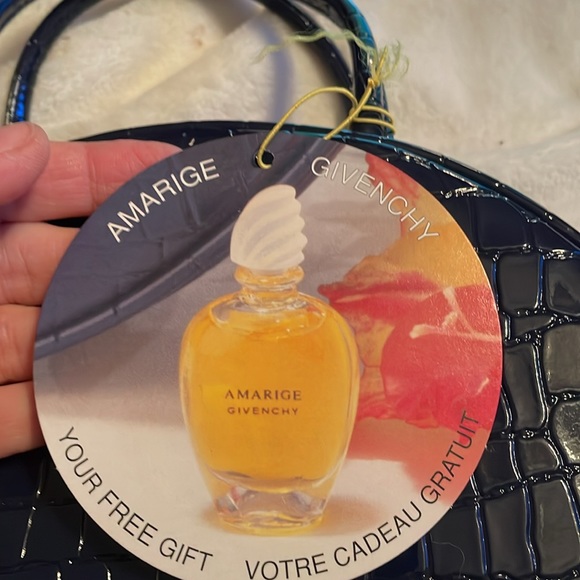 AMARIGE
GIVENCHY
AMARIGE
GIVENCHY
YOUR FREE GIFT
VOTRE CADEAU GRATUIT